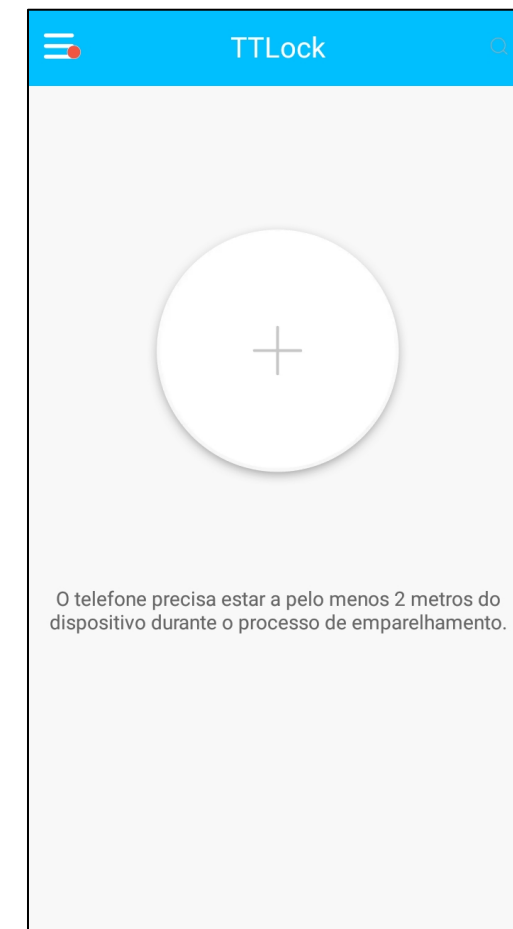 TTLock
O telefone precisa estar a pelo menos 2 metros do
dispositivo durante o processo de emparelhamento.